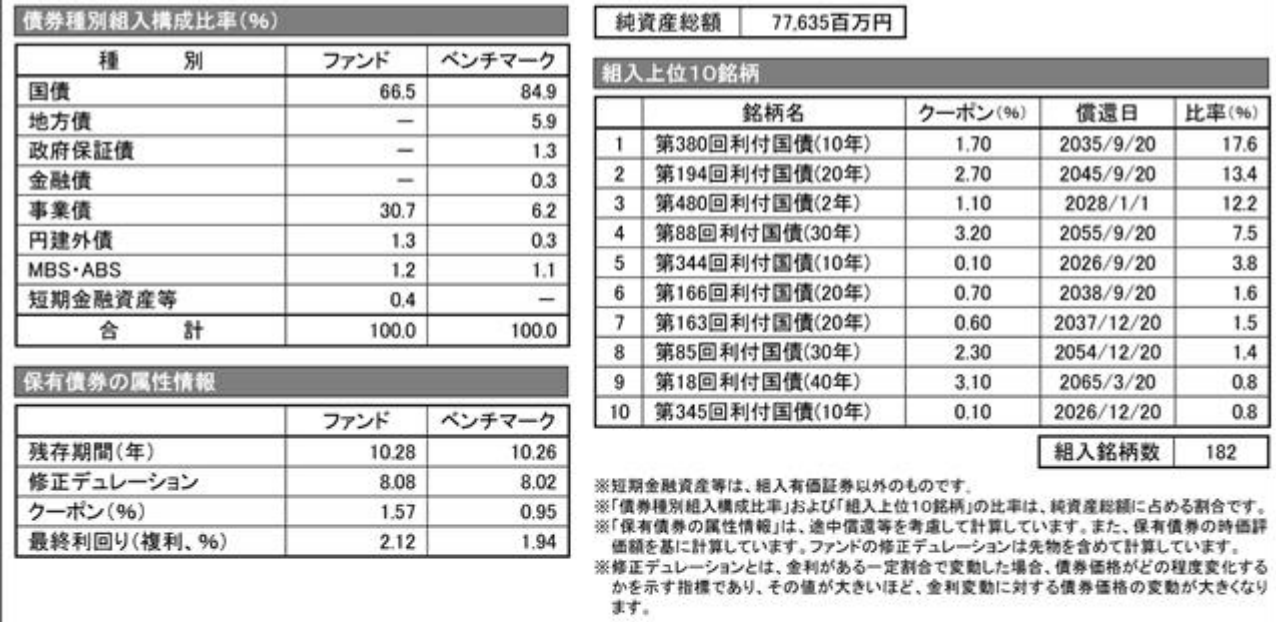 債券種別組入構成比率(%)
種 別 ファンド ベンチマーク
国債 66.5 84.9
地方債 － 5.9
政府保証債 － 1.3
金融債 － 0.3
事業債 30.7 6.2
円建外債 1.3 0.3
MBS・ABS 1.2 1.1
短期金融資産等 0.4 －
合 計 100.0 100.0
保有債券の属性情報
ファンド ベンチマーク
残存期間(年) 10.28 10.26
修正デュレーション 8.08 8.02
クーポン(%) 1.57 0.95
最終利回り(複利、%) 2.12 1.94
純資産総額 77,635百万円
組入上位10銘柄
銘柄名 クーポン(%) 償還日 比率(%)
1 第380回利付国債(10年) 1.70 2035/9/20 17.6
2 第194回利付国債(20年) 2.70 2045/9/20 13.4
3 第480回利付国債(2年) 1.10 2028/1/1 12.2
4 第88回利付国債(30年) 3.20 2055/9/20 7.5
5 第344回利付国債(10年) 0.10 2026/9/20 3.8
6 第166回利付国債(20年) 0.70 2038/9/20 1.6
7 第163回利付国債(20年) 0.60 2037/12/20 1.5
8 第85回利付国債(30年) 2.30 2054/12/20 1.4
9 第18回利付国債(40年) 3.10 2065/3/20 0.8
10 第345回利付国債(10年) 0.10 2026/12/20 0.8
組入銘柄数 182
※短期金融資産等は、組入有価証券以外のものです。
※「債券種別組入構成比率」および「組入上位10銘柄」の比率は、純資産総額に占める割合です。
※「保有債券の属性情報」は、途中償還等を考慮して計算しています。また、保有債券の時価評
価額を基に計算しています。ファンドの修正デュレーションは先物を含めて計算しています。
※修正デュレーションとは、金利がある一定割合で変動した場合、債券価格がどの程度変化する
かを示す指標であり、その値が大きいほど、金利変動に対する債券価格の変動が大きくなり
ます。